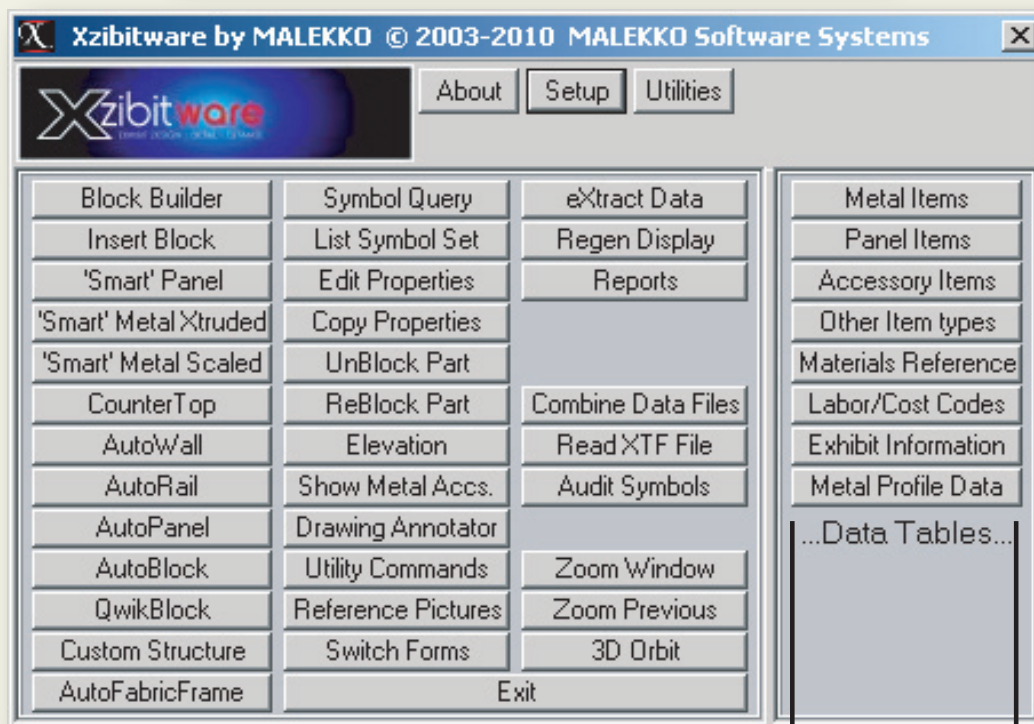 Xzibitware by MALEKKO © 2003-2010 MALEKKO Software Systems
Xzibitware
About Setup Utilities
Block Builder Symbol Query eXtract Data Metal Items
Insert Block List Symbol Set Regen Display Panel Items
'Smart' Panel Edit Properties Reports Accessory Items
'Smart' Metal Xtruded Copy Properties Other Item types
'Smart' Metal Scaled UnBlock Part Materials Reference
CounterTop ReBlock Part Combine Data Files Labor/Cost Codes
AutoWall Elevation Read XTF File Exhibit Information
AutoRail Show Metal Accs. Audit Symbols Metal Profile Data
AutoPanel Drawing Annotator ...Data Tables...
AutoBlock Utility Commands Zoom Window
QwikBlock Reference Pictures Zoom Previous
Custom Structure Switch Forms 3D Orbit
AutoFabricFrame Exit